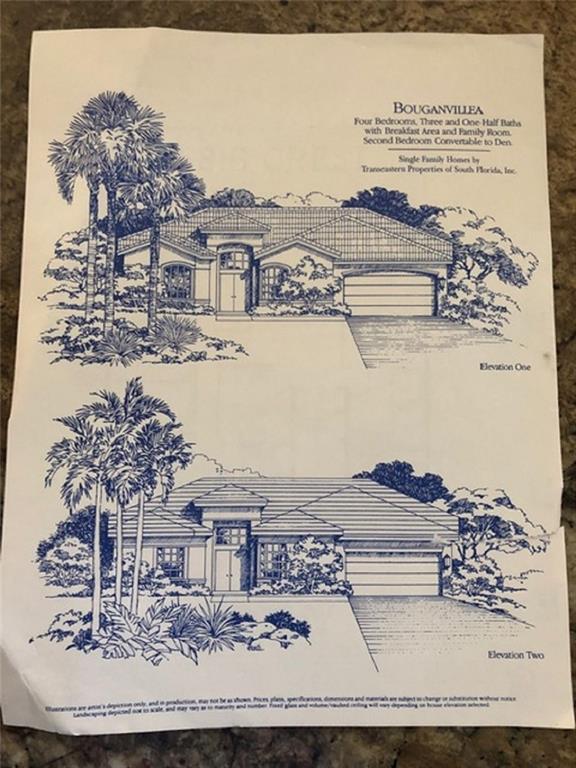 BOUGANVILLEA
Four Bedrooms, Three and One-Half Baths
with Breakfast Area and Family Room.
Second Bedroom Convertable to Den.
Single Family Homes by
Transeastern Properties of South Florida, Inc.
Elevation One
Elevation Two
Illustrations are artist's depiction only, and in production, may not be as shown. Prices, plans, specifications, dimensions and materials are subject to change or substitution without notice.
Landscaping depicted not to scale, and may vary as to maturity and number. Fixed glass and volume/vaulted ceiling will vary depending on house elevation selected.